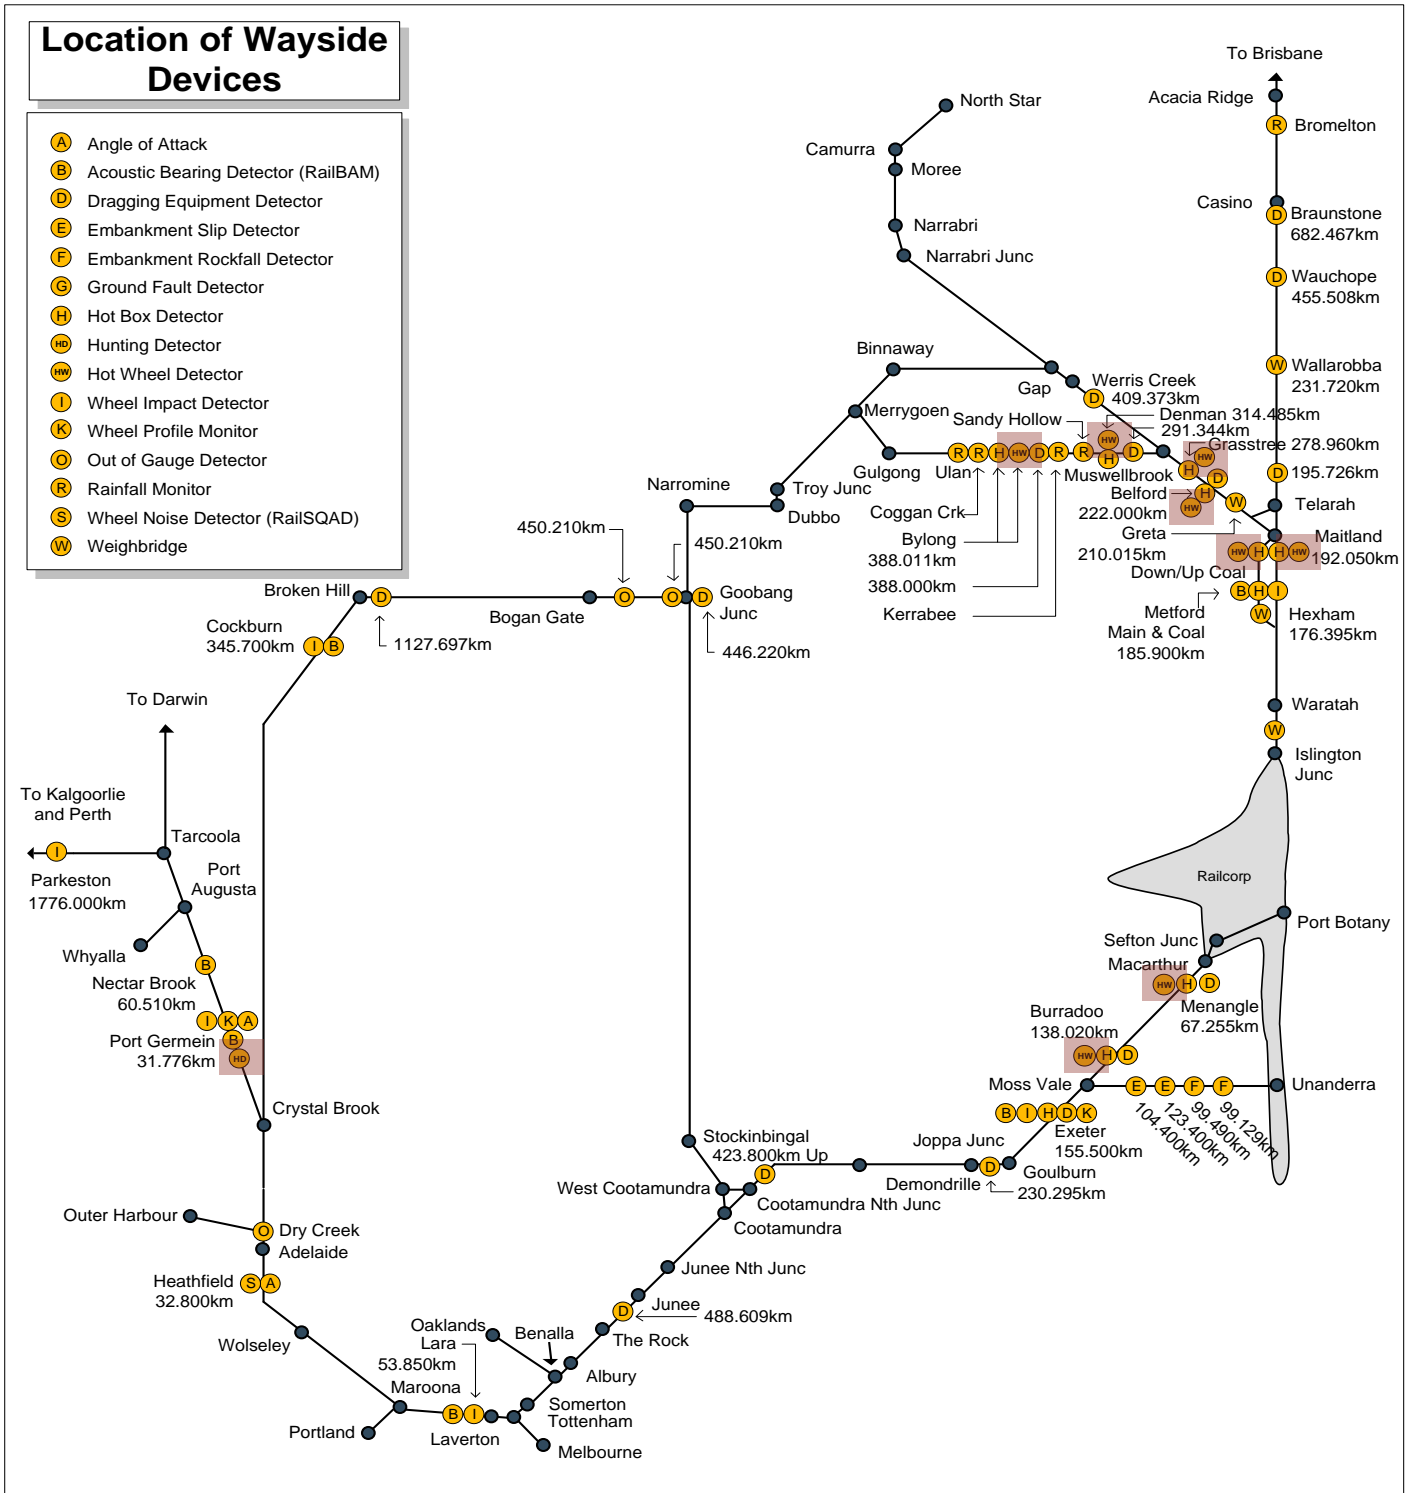 Location of Wayside
Devices
A Angle of Attack
B Acoustic Bearing Detector (RailBAM)
D Dragging Equipment Detector
E Embankment Slip Detector
F Embankment Rockfall Detector
G Ground Fault Detector
H Hot Box Detector
HD Hunting Detector
HW Hot Wheel Detector
I Wheel Impact Detector
K Wheel Profile Monitor
O Out of Gauge Detector
R Rainfall Monitor
S Wheel Noise Detector (RailSQAD)
W Weighbridge
To Brisbane
Acacia Ridge
R Bromelton
Casino
D Braunstone
682.467km
D Wauchope
455.508km
W Wallarobba
231.720km
D 195.726km
Telarah
Maitland
192.050km
HW H H HW
Down/Up Coal
B H I
W
Metford
Main & Coal
185.900km
Hexham
176.395km
Waratah
W
Islington
Junc
Railcorp
Port Botany
Sefton Junc
Macarthur
HW H D
Menangle
67.255km
Burradoo
138.020km
HW H D
Moss Vale
E E F F
Unanderra
104.400km
123.400km
99.490km
99.129km
B I H D K
Exeter
155.500km
Goulburn
230.295km
D
Joppa Junc
Demondrille
North Star
Camurra
Moree
Narrabri
Narrabri Junc
Binnaway
Gap
Werris Creek
D 409.373km
Merrygoen
Sandy Hollow
Denman 314.485km
291.344km
Grasstree 278.960km
Gulgong
R R H HW D R R HW H D
Ulan
Muswellbrook
H HW D
Belford
222.000km
H HW W
Greta
210.015km
Coggan Crk
Bylong
388.011km
388.000km
Kerrabee
Troy Junc
Dubbo
Narromine
450.210km
450.210km
O O D
Goobang
Junc
446.220km
Bogan Gate
Broken Hill
D
1127.697km
Cockburn
345.700km
I B
To Darwin
To Kalgoorlie
and Perth
I
Tarcoola
Parkeston
1776.000km
Port
Augusta
Whyalla
B
Nectar Brook
60.510km
I K A
B
HD
Port Germein
31.776km
Crystal Brook
Outer Harbour
O Dry Creek
Adelaide
Heathfield
32.800km
S A
Wolseley
Maroona
Portland
B I
Lara
53.850km
Laverton
Oaklands
Benalla
Albury
Somerton
Tottenham
Melbourne
The Rock
D
488.609km
Junee
Junee Nth Junc
Cootamundra
Cootamundra Nth Junc
West Cootamundra
Stockinbingal
423.800km Up
D